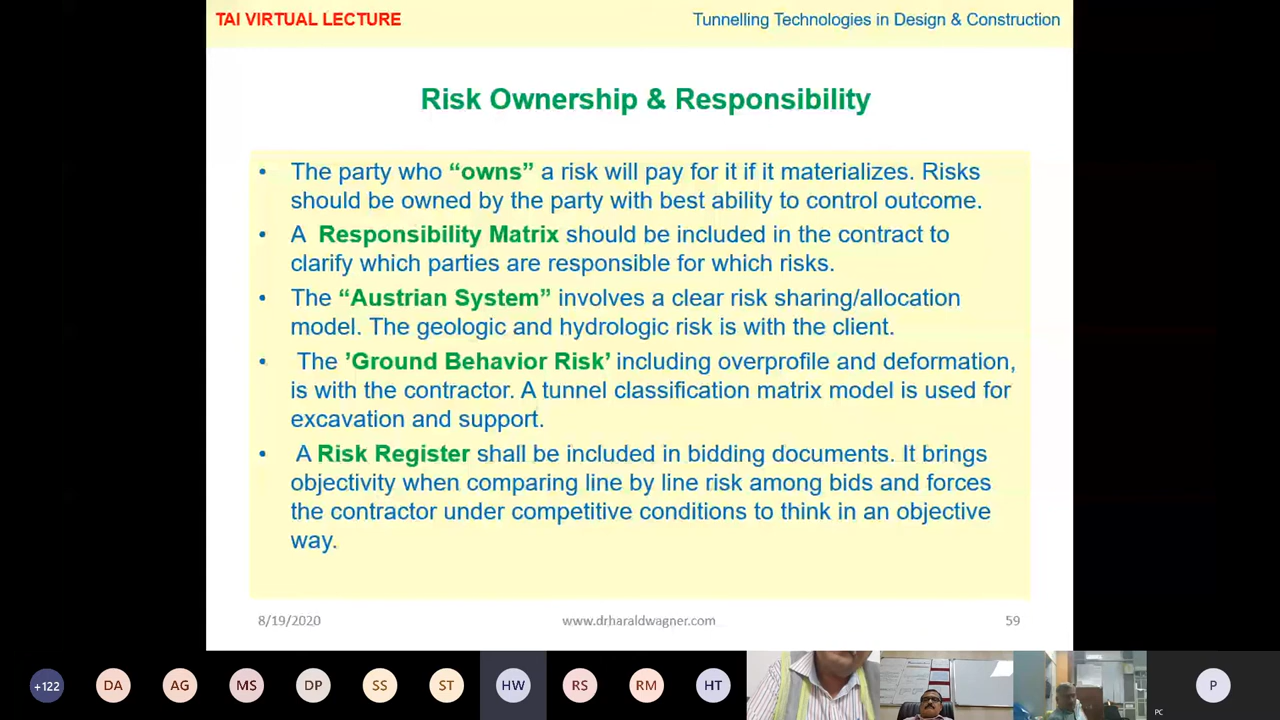 TAI VIRTUAL LECTURE
Tunnelling Technologies in Design & Construction
Risk Ownership & Responsibility
• The party who “owns” a risk will pay for it if it materializes. Risks
should be owned by the party with best ability to control outcome.
• A Responsibility Matrix should be included in the contract to
clarify which parties are responsible for which risks.
• The “Austrian System” involves a clear risk sharing/allocation
model. The geologic and hydrologic risk is with the client.
• The ’Ground Behavior Risk’ including overprofile and deformation,
is with the contractor. A tunnel classification matrix model is used for
excavation and support.
• A Risk Register shall be included in bidding documents. It brings
objectivity when comparing line by line risk among bids and forces
the contractor under competitive conditions to think in an objective
way.
8/19/2020
www.drharaldwagner.com
59
+122
DA
AG
MS
DP
SS
ST
HW
RS
RM
HT
P
PC